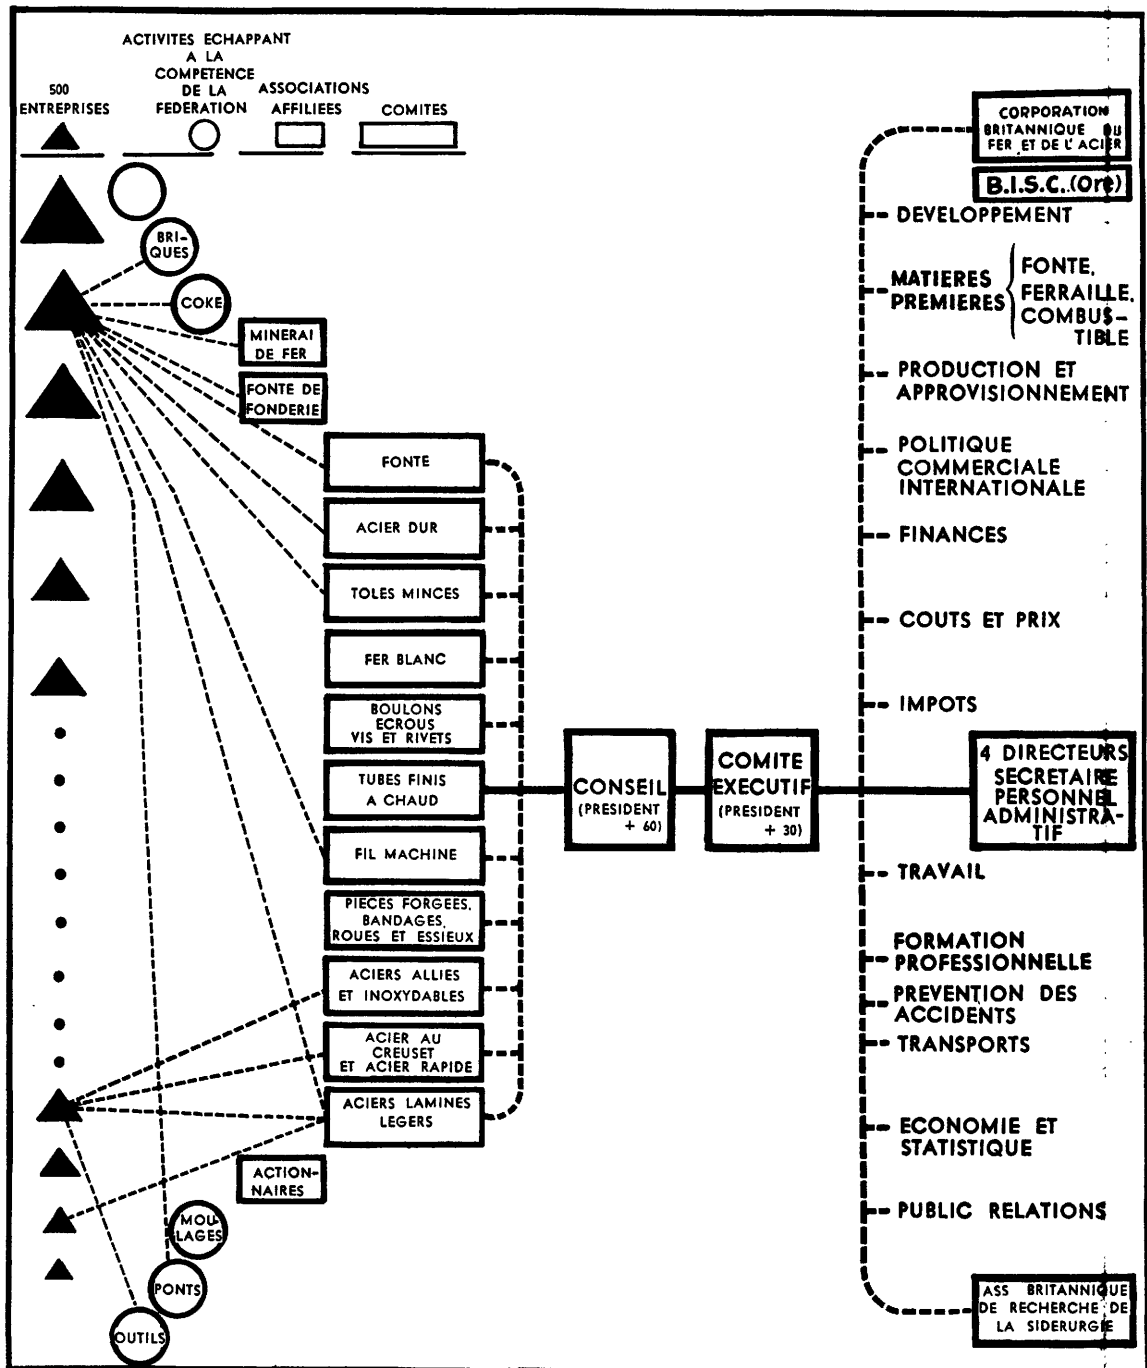 ACTIVITES ECHAPPANT
A LA
COMPETENCE
DE LA
FEDERATION
500
ENTREPRISES
ASSOCIATIONS
AFFILIEES
COMITES
BRI-
QUES
COKE
MINERAI
DE FER
FONTE DE
FONDERIE
FONTE
ACIER DUR
TOLES MINCES
FER BLANC
BOULONS
ECROUS
VIS ET RIVETS
TUBES FINIS
A CHAUD
FIL MACHINE
PIECES FORGEES,
BANDAGES,
ROUES ET ESSIEUX
ACIERS ALLIES
ET INOXYDABLES
ACIER AU
CREUSET
ET ACIER RAPIDE
ACIERS LAMINES
LEGERS
ACTION-
NAIRES
MOU-
LAGES
PONTS
OUTILS
CONSEIL
(PRESIDENT
+ 60)
COMITE
EXECUTIF
(PRESIDENT
+ 30)
CORPORATION
BRITANNIQUE DU
FER ET DE L'ACIER
B.I.S.C. (Ore)
DEVELOPPEMENT
MATIERES
PREMIERES
FONTE,
FERRAILLE,
COMBUS-
TIBLE
PRODUCTION ET
APPROVISIONNEMENT
POLITIQUE
COMMERCIALE
INTERNATIONALE
FINANCES
COUTS ET PRIX
IMPOTS
4 DIRECTEURS
SECRETAIRE
PERSONNEL
ADMINISTRA-
TIF
TRAVAIL
FORMATION
PROFESSIONNELLE
PREVENTION DES
ACCIDENTS
TRANSPORTS
ECONOMIE ET
STATISTIQUE
PUBLIC RELATIONS
ASS BRITANNIQUE
DE RECHERCHE DE
LA SIDERURGIE